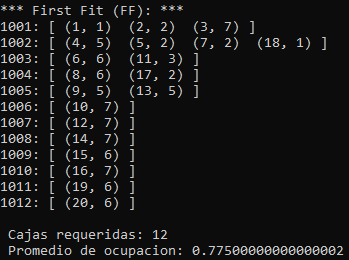 *** First Fit (FF): ***
1001: [ (1, 1)  (2, 2)  (3, 7) ]
1002: [ (4, 5)  (5, 2)  (7, 2)  (18, 1) ]
1003: [ (6, 6)  (11, 3) ]
1004: [ (8, 6)  (17, 2) ]
1005: [ (9, 5)  (13, 5) ]
1006: [ (10, 7) ]
1007: [ (12, 7) ]
1008: [ (14, 7) ]
1009: [ (15, 6) ]
1010: [ (16, 7) ]
1011: [ (19, 6) ]
1012: [ (20, 6) ]
Cajas requeridas: 12
Promedio de ocupacion: 0.77500000000000002